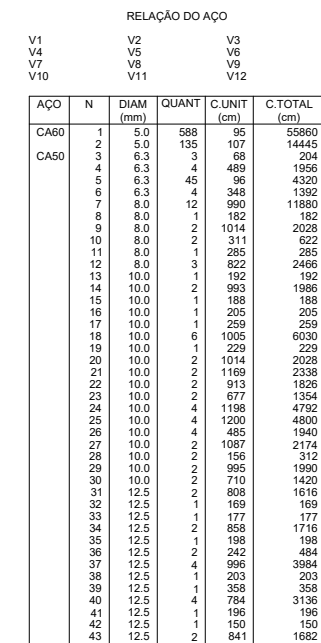 RELAÇÃO DO AÇO
V1 V2 V3
V4 V5 V6
V7 V8 V9
V10 V11 V12
AÇO N DIAM QUANT C.UNIT C.TOTAL
(mm) (cm) (cm)
CA60 1 5.0 588 95 55860
2 5.0 135 107 14445
CA50 3 6.3 3 68 204
4 6.3 4 489 1956
5 6.3 45 96 4320
6 6.3 4 348 1392
7 8.0 12 990 11880
8 8.0 1 182 182
9 8.0 2 1014 2028
10 8.0 2 311 622
11 8.0 1 285 285
12 8.0 3 822 2466
13 10.0 1 192 192
14 10.0 2 993 1986
15 10.0 1 188 188
16 10.0 1 205 205
17 10.0 1 259 259
18 10.0 6 1005 6030
19 10.0 1 229 229
20 10.0 2 1014 2028
21 10.0 2 1169 2338
22 10.0 2 913 1826
23 10.0 2 677 1354
24 10.0 4 1198 4792
25 10.0 4 1200 4800
26 10.0 4 485 1940
27 10.0 2 1087 2174
28 10.0 2 156 312
29 10.0 2 995 1990
30 10.0 2 710 1420
31 12.5 2 808 1616
32 12.5 1 169 169
33 12.5 1 177 177
34 12.5 2 858 1716
35 12.5 1 198 198
36 12.5 2 242 484
37 12.5 4 996 3984
38 12.5 1 203 203
39 12.5 1 358 358
40 12.5 4 784 3136
41 12.5 1 196 196
42 12.5 1 150 150
43 12.5 2 841 1682